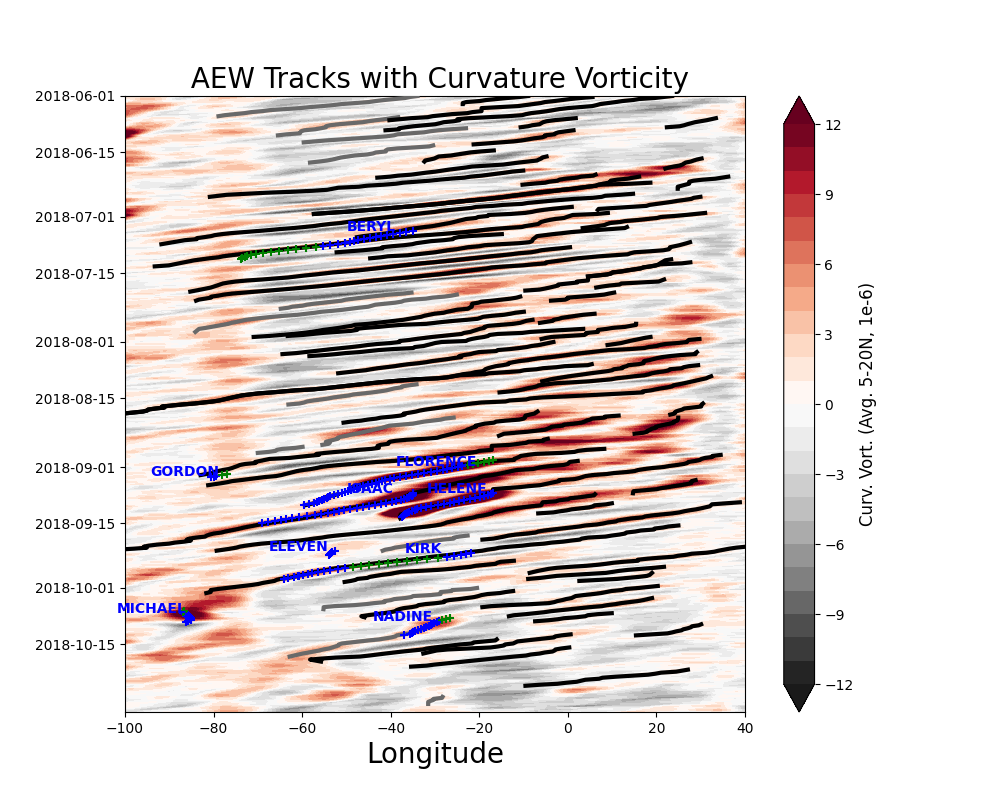 AEW Tracks with Curvature Vorticity
2018-06-01
2018-06-15
2018-07-01
2018-07-15
2018-08-01
2018-08-15
2018-09-01
2018-09-15
2018-10-01
2018-10-15
BERYL
GORDON
FLORENCE
ISAAC
HELENE
ELEVEN
KIRK
MICHAEL
NADINE
−100
−80
−60
−40
−20
0
20
40
Longitude
12
9
6
3
0
−3
−6
−9
−12
Curv. Vort. (Avg. 5-20N, 1e-6)